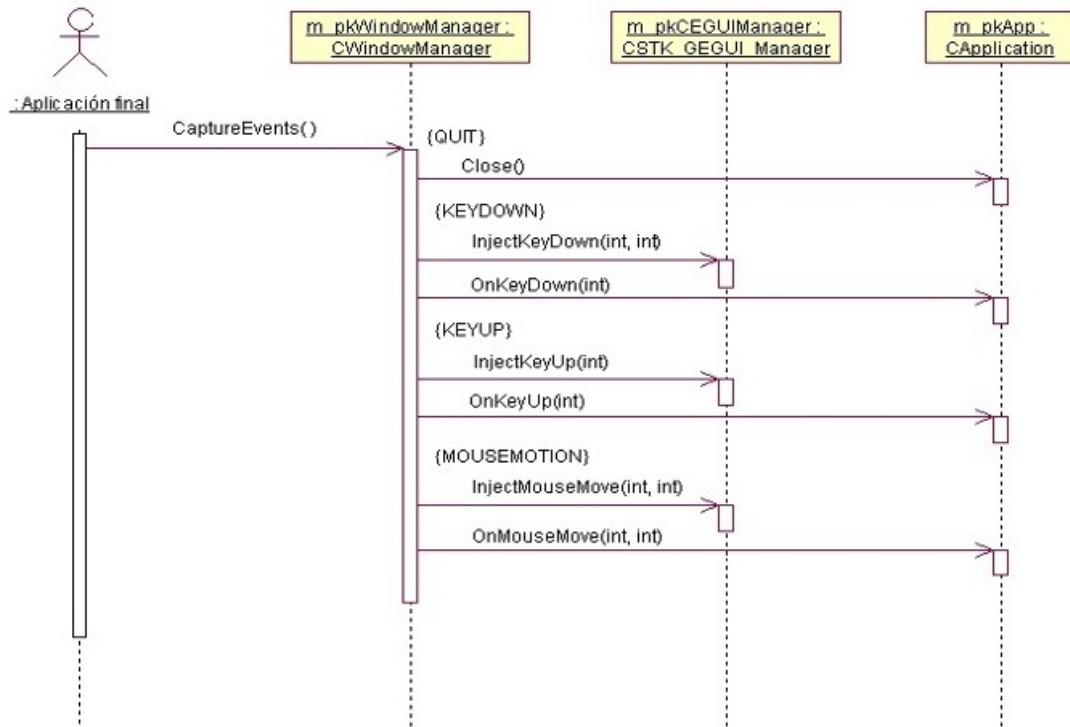 m_pkWindowManager :
CWindowManager
m_pkCEGUIManager :
CSTK_GEGUI_Manager
m_pkApp :
CApplication
: Aplicación final
CaptureEvents()
{QUIT}
Close()
{KEYDOWN}
InjectKeyDown(int, int)
OnKeyDown(int)
{KEYUP}
InjectKeyUp(int)
OnKeyUp(int)
{MOUSEMOTION}
InjectMouseMove(int, int)
OnMouseMove(int, int)